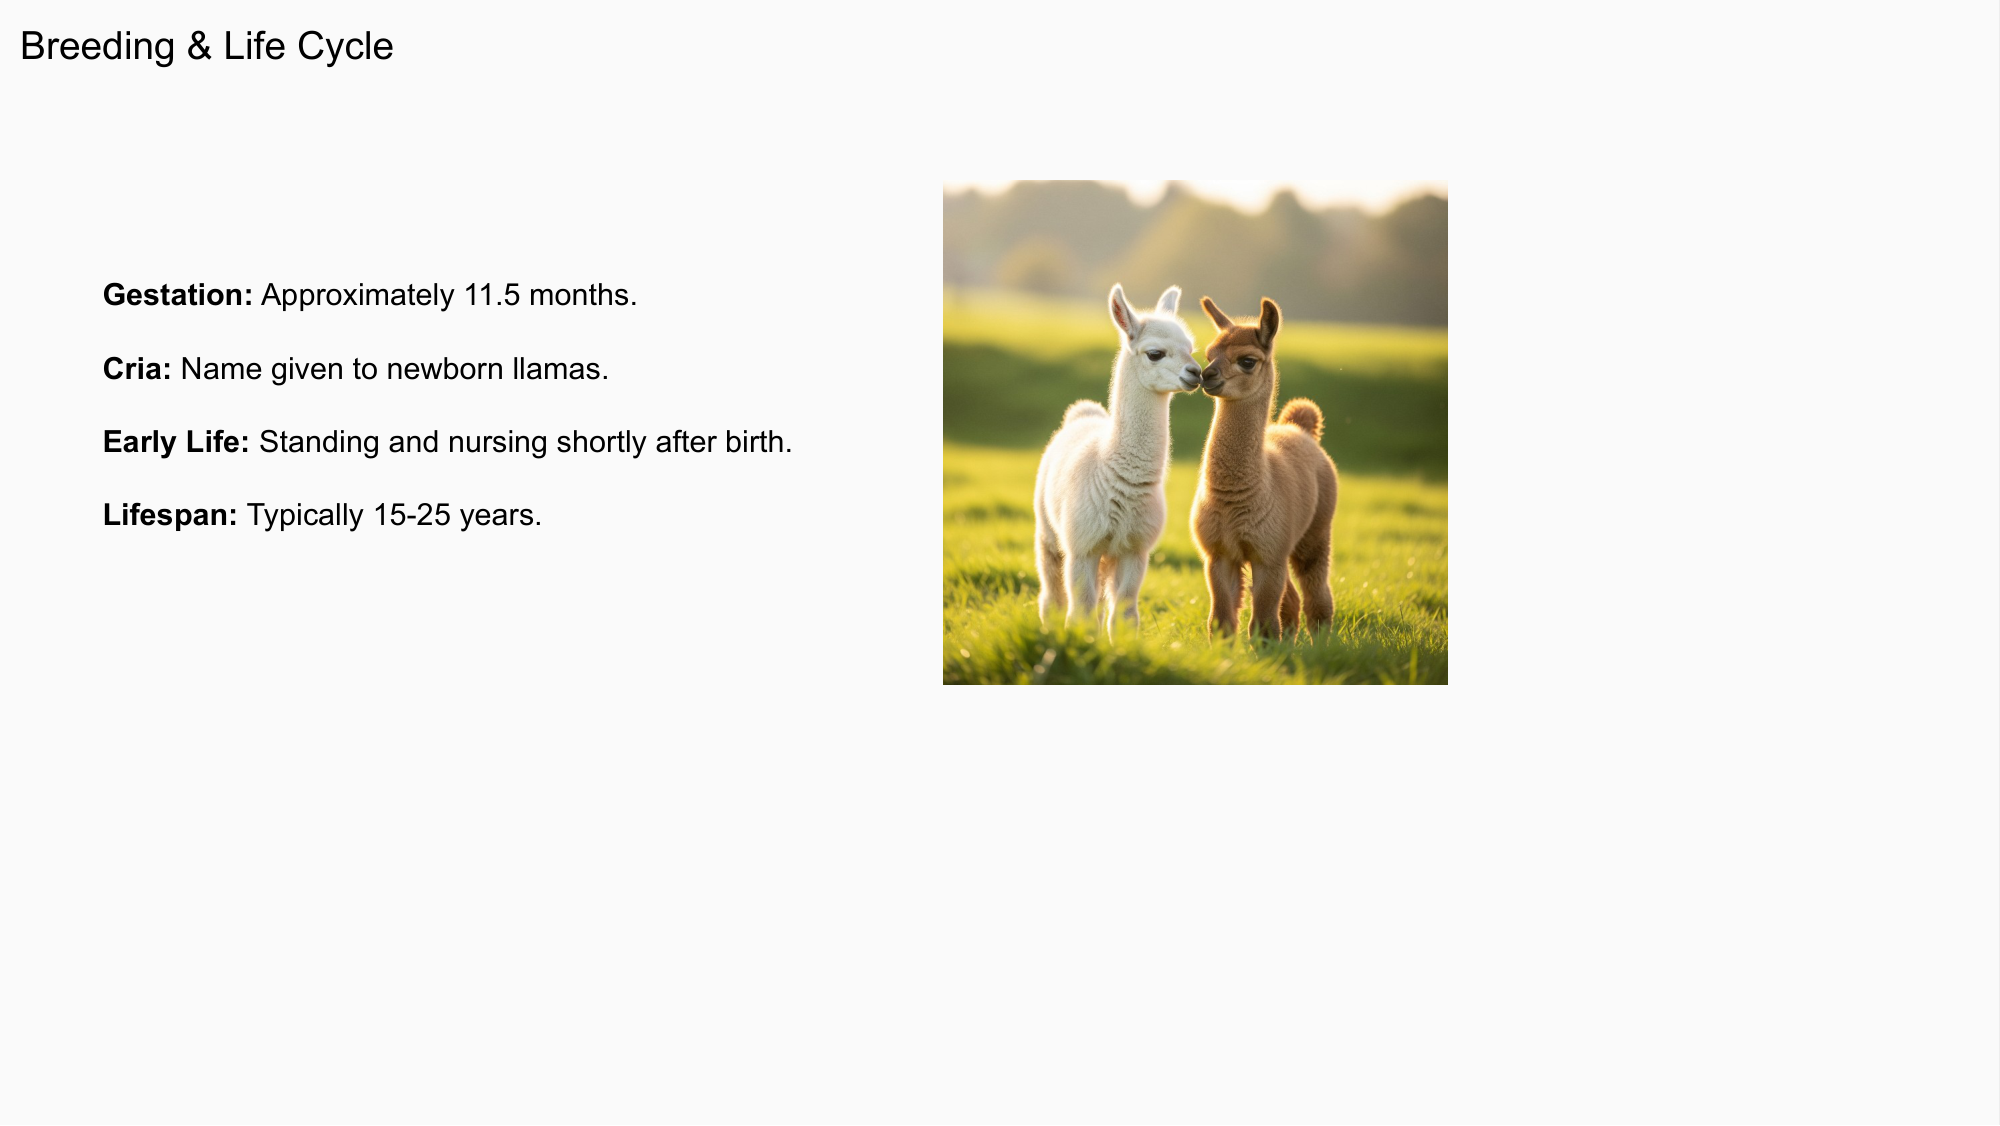 Breeding & Life Cycle
Gestation: Approximately 11.5 months.
Cria: Name given to newborn llamas.
Early Life: Standing and nursing shortly after birth.
Lifespan: Typically 15-25 years.